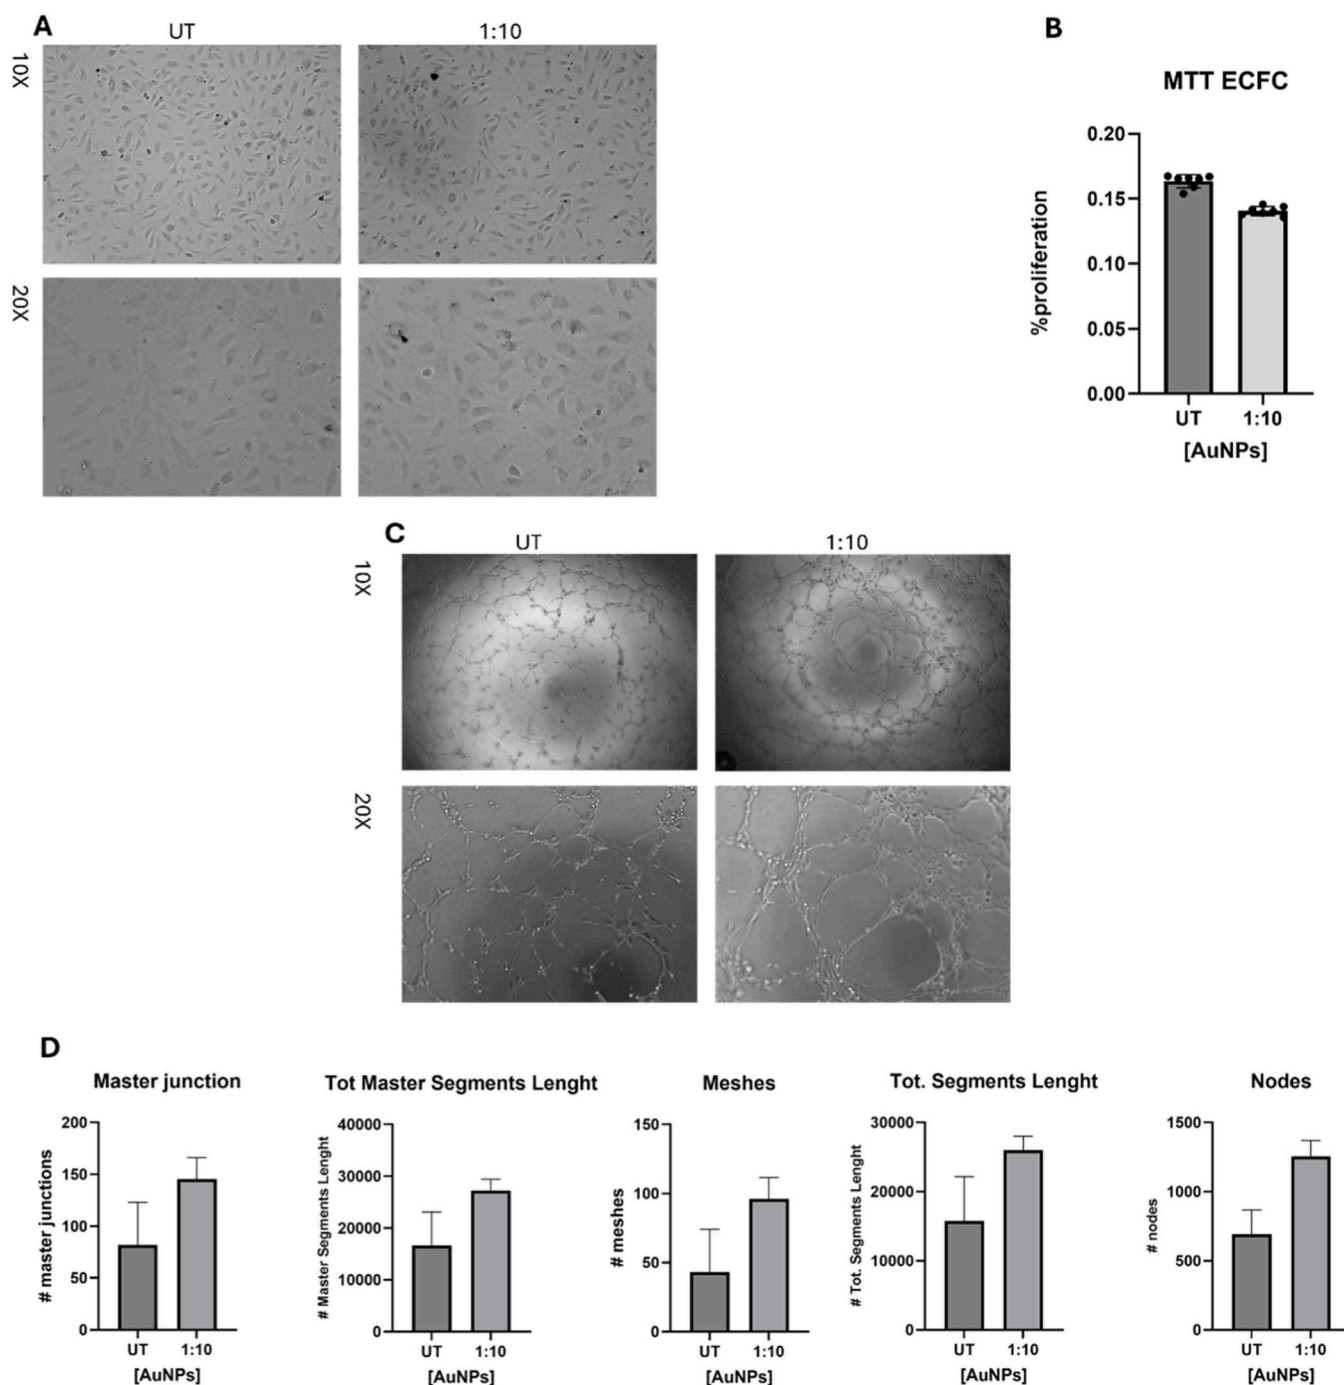 A
UT
1:10
10X
20X
B
MTT ECFC
%proliferation
0.20
0.15
0.10
0.05
0.00
UT
1:10
[AuNPs]
C
UT
1:10
10X
20X
D
Master junction
# master junctions
200
150
100
50
0
UT
1:10
[AuNPs]
Tot Master Segments Lenght
# Master Segments Lenght
40000
30000
20000
10000
0
UT
1:10
[AuNPs]
Meshes
# meshes
150
100
50
0
UT
1:10
[AuNPs]
Tot. Segments Lenght
# Tot. Segments Lenght
30000
20000
10000
0
UT
1:10
[AuNPs]
Nodes
# nodes
1500
1000
500
0
UT
1:10
[AuNPs]